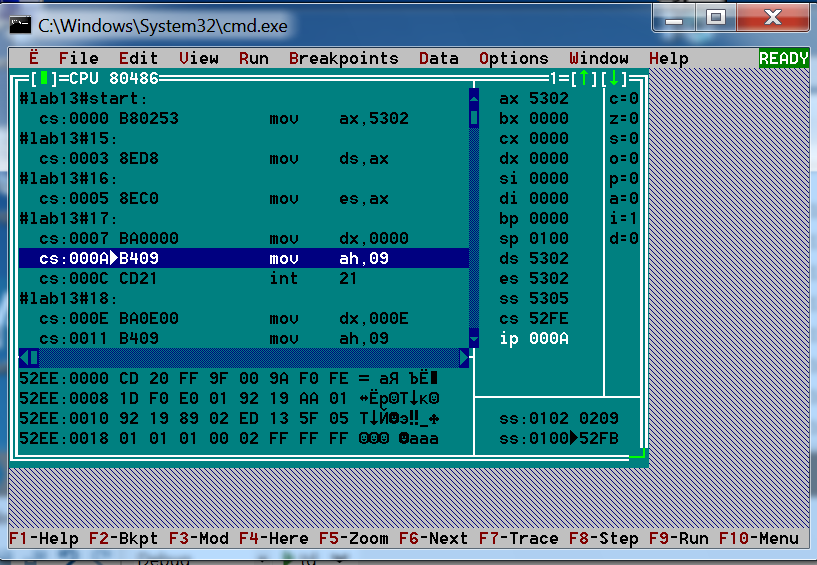 C:\Windows\System32\cmd.exe
Ë File Edit View Run Breakpoints Data Options Window Help READY
[▮]=CPU 80486 1=[↑][↓]
#lab13#start:
cs:0000 B80253 mov ax,5302
#lab13#15:
cs:0003 8ED8 mov ds,ax
#lab13#16:
cs:0005 8EC0 mov es,ax
#lab13#17:
cs:0007 BA0000 mov dx,0000
cs:000A▶B409 mov ah,09
cs:000C CD21 int 21
#lab13#18:
cs:000E BA0E00 mov dx,000E
cs:0011 B409 mov ah,09
ax 5302 c=0
bx 0000 z=0
cx 0000 s=0
dx 0000 o=0
si 0000 p=0
di 0000 a=0
bp 0000 i=1
sp 0100 d=0
ds 5302
es 5302
ss 5305
cs 52FE
ip 000A
52EE:0000 CD 20 FF 9F 00 9A F0 FE = аЯ ЪЁ▮
52EE:0008 1D F0 E0 01 92 19 AA 01
52EE:0010 92 19 89 02 ED 13 5F 05
52EE:0018 01 01 01 00 02 FF FF FF
ss:0102 0209
ss:0100▶52FB
F1-Help F2-Bkpt F3-Mod F4-Here F5-Zoom F6-Next F7-Trace F8-Step F9-Run F10-Menu